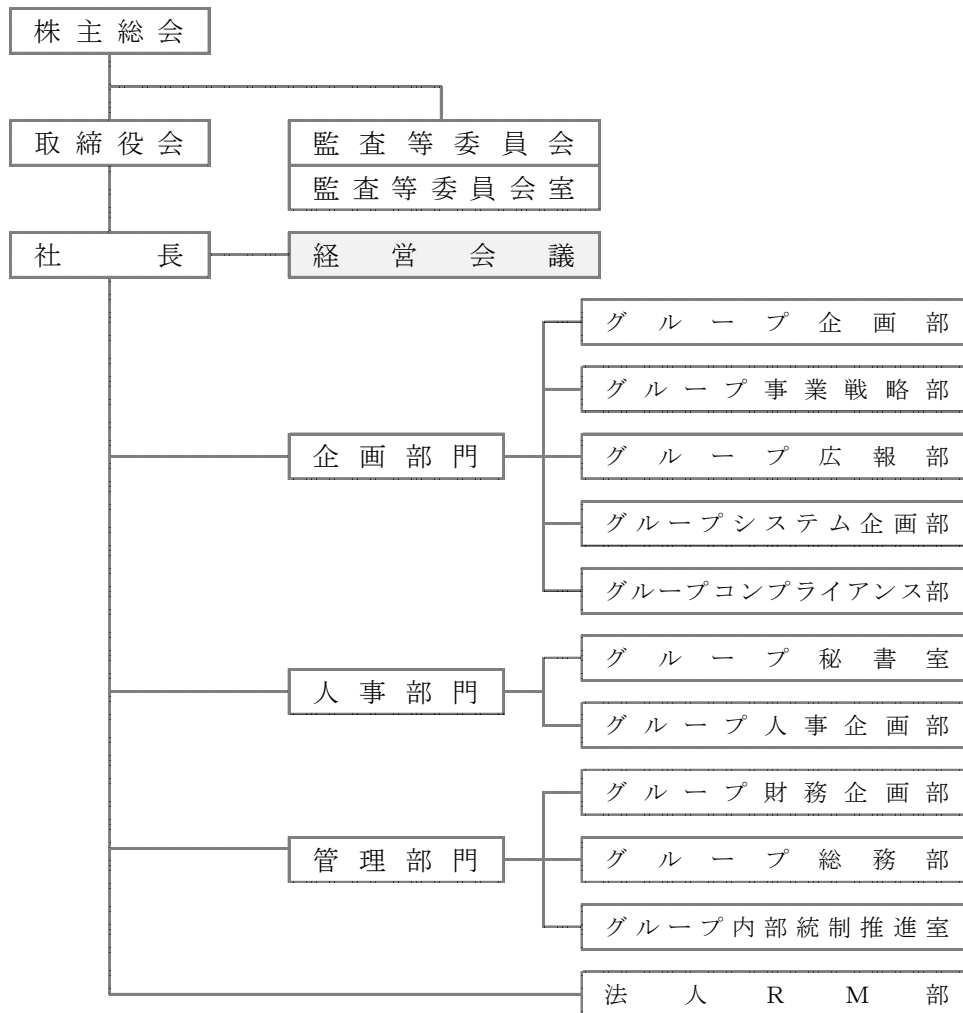 株主総会
取締役会
監査等委員会
監査等委員会室
社長
経営会議
グループ企画部
グループ事業戦略部
企画部門
グループ広報部
グループシステム企画部
グループコンプライアンス部
グループ秘書室
人事部門
グループ人事企画部
グループ財務企画部
管理部門
グループ総務部
グループ内部統制推進室
法人RM部